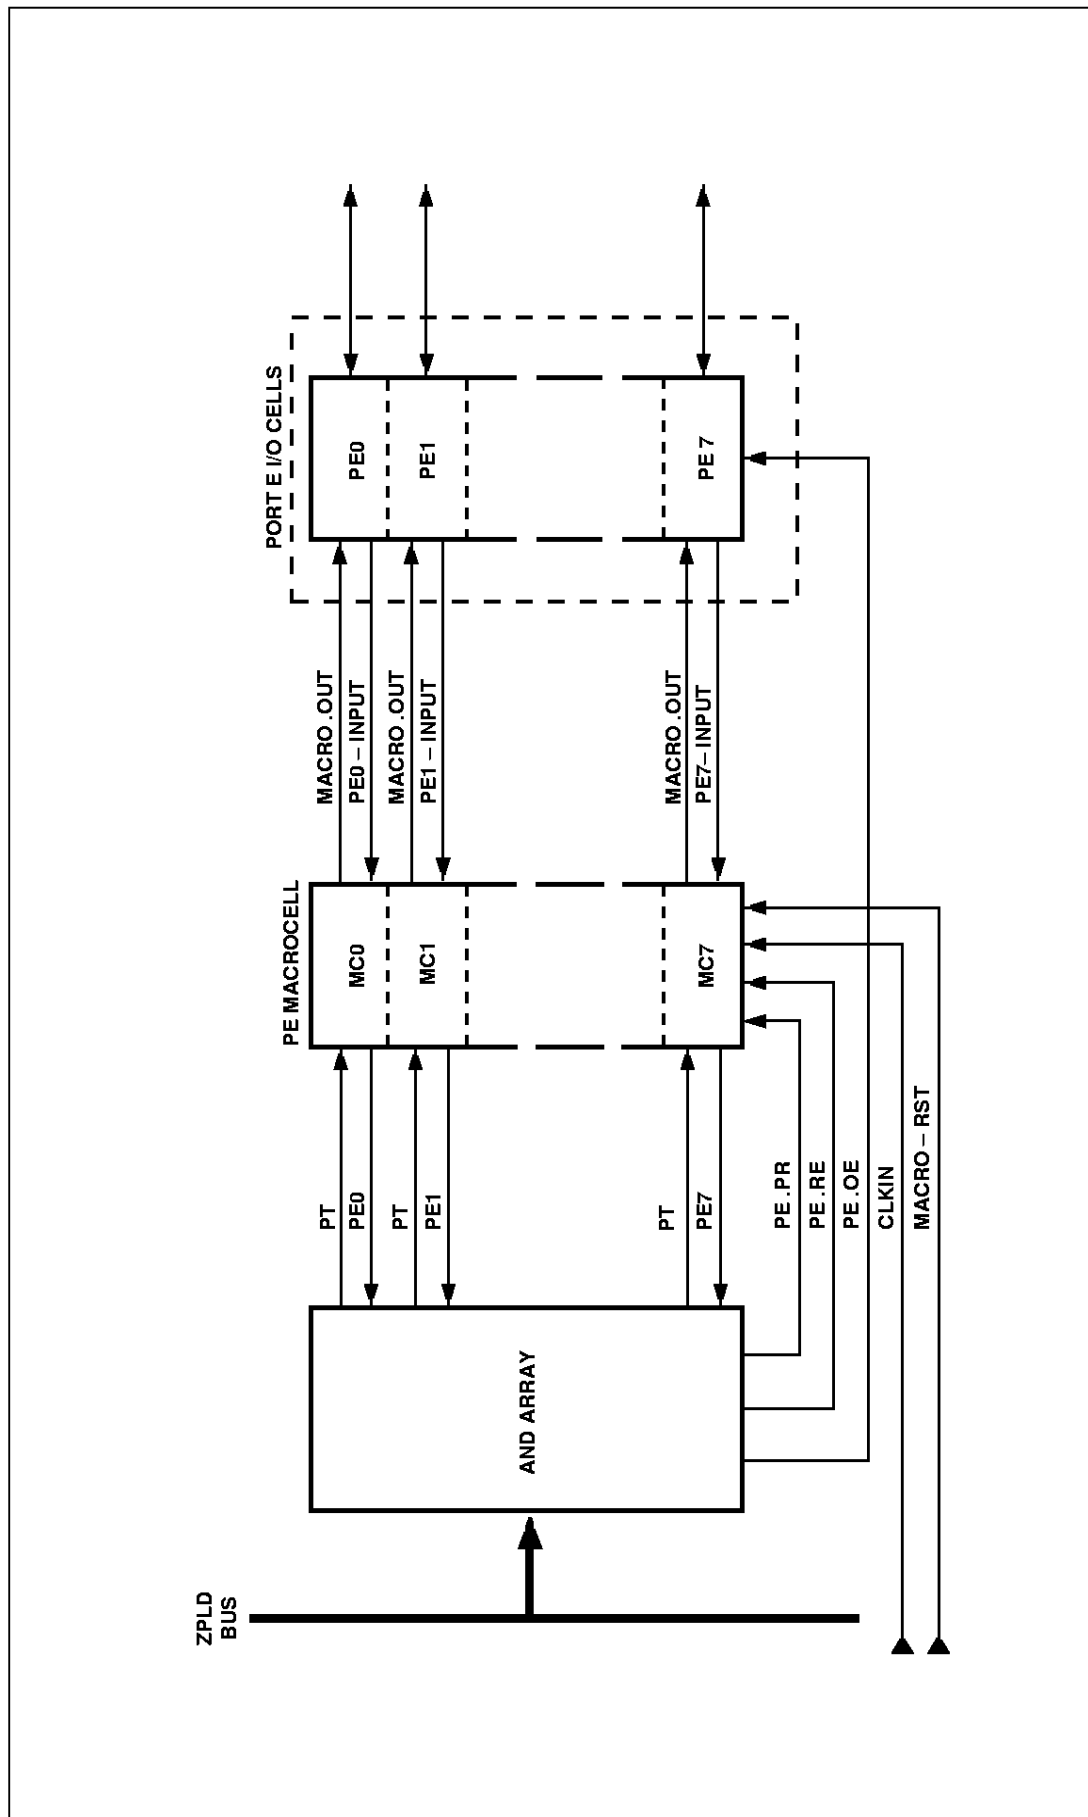 ZPLD
BUS
AND ARRAY
PT
PE0
PT
PE1
PT
PE7
PE .PR
PE .RE
PE .OE
CLKIN
MACRO – RST
PE MACROCELL
MC0
MC1
MC7
MACRO .OUT
PE0 – INPUT
MACRO .OUT
PE1 – INPUT
MACRO .OUT
PE7– INPUT
PORT E I/O CELLS
PE0
PE1
PE 7